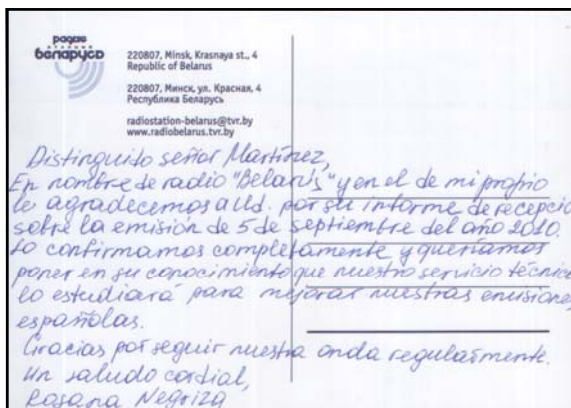 радыё
беларусь
220807, Minsk, Krasnaya st., 4
Republic of Belarus
220807, Минск, ул. Красная, 4
Республика Беларусь
radiostation-belarus@tvr.by
www.radiobelarus.tvr.by
Distinguido señor Martínez,
En nombre de radio "Belarús" y en el de mi propio
le agradecemos a Ud. por su informe de recepció
sobre la emisión de 5 de septiembre del año 2010.
Lo confirmamos completamente y queríamos
poner en su conocimiento que nuestro servicio técnico
lo estudiará para mejorar nuestras emisiones
españolas.
Gracias por seguir nuestra onda regularmente.
Un saludo cordial,
Rosana Negriza